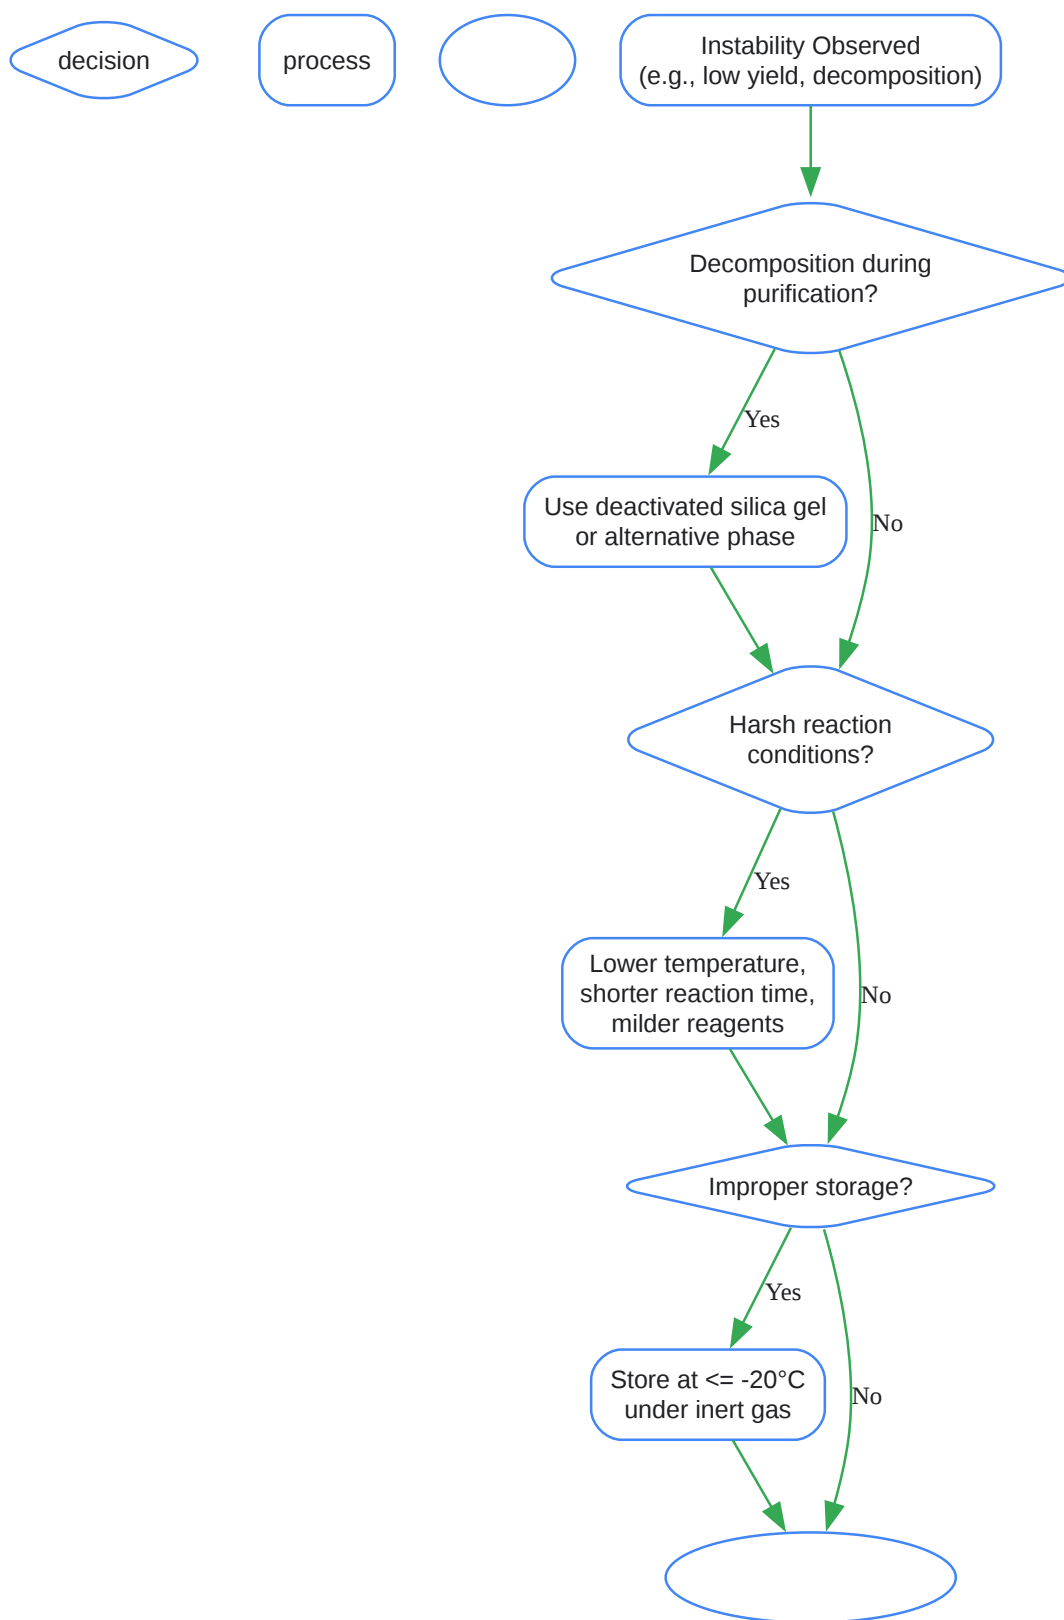 decision
process
Instability Observed
(e.g., low yield, decomposition)
Decomposition during
purification?
Yes
Use deactivated silica gel
or alternative phase
No
Harsh reaction
conditions?
Yes
Lower temperature,
shorter reaction time,
milder reagents
No
Improper storage?
Yes
Store at <= -20°C
under inert gas
No